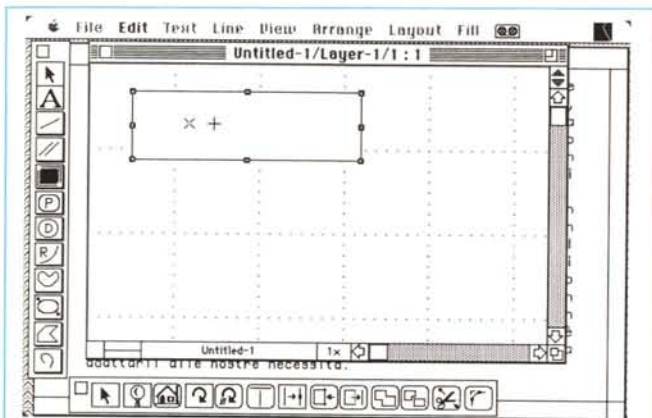 File Edit Text Line View Arrange Layout Fill
Untitled-1/Layer-1/1 : 1
A
P
D
R
Untitled-1 1x
adattarli alle nostre necessità.